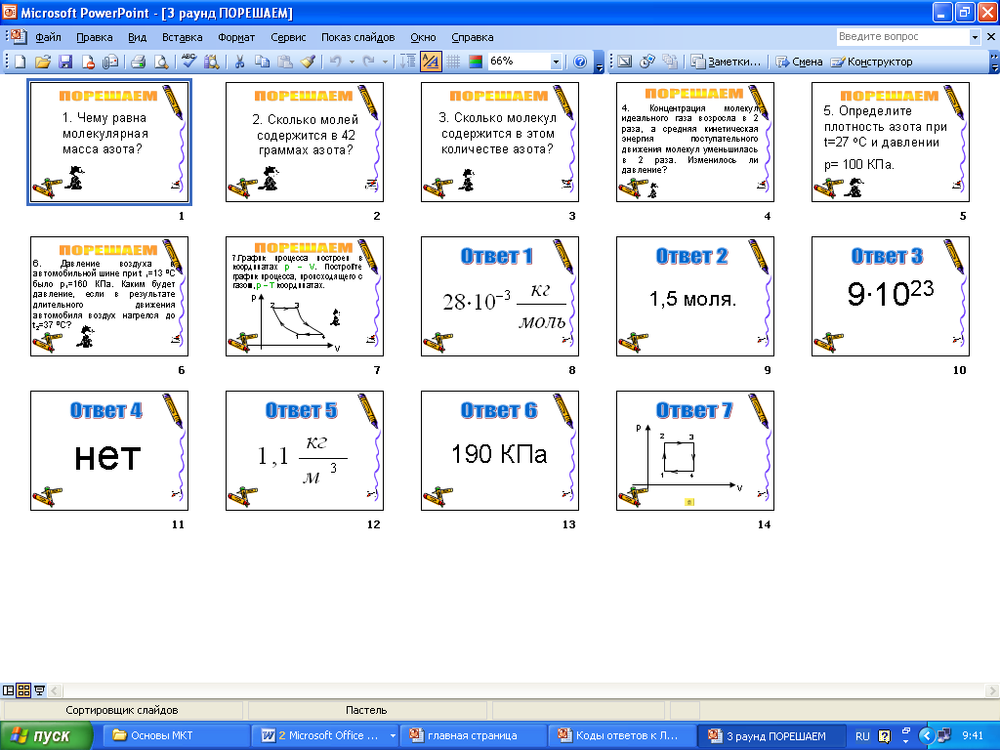 Microsoft PowerPoint - [3 раунд ПОРЕШАЕМ]
Файл Правка Вид Вставка Формат Сервис Показ слайдов Окно Справка Введите вопрос
66% Заметки... Смена Конструктор
ПОРЕШАЕМ
1. Чему равна
молекулярная
масса азота?
1
ПОРЕШАЕМ
2. Сколько молей
содержится в 42
граммах азота?
2
ПОРЕШАЕМ
3. Сколько молекул
содержится в этом
количестве азота?
3
ПОРЕШАЕМ
4. Концентрация молекул
идеального газа возросла в 2
раза, а средняя кинетическая
энергия поступательного
движения молекул уменьшилась
в 2 раза. Изменилось ли
давление?
4
ПОРЕШАЕМ
5. Определите
плотность азота при
t=27 ºС и давлении
p= 100 КПа.
5
ПОРЕШАЕМ
6. Давление воздуха в
автомобильной шине при t ₁=13 ºС
было р₁=160 КПа. Каким будет
давление, если в результате
длительного движения
автомобиля воздух нагрелся до
t₂=37 ºС?
6
ПОРЕШАЕМ
7.График процесса построен в
координатах p – V. Постройте
график процесса, происходящего с
газом, p – T координатах.
P
2 3
1 4
V
7
Ответ 1
28·10⁻³ кг
моль
8
Ответ 2
1,5 моля.
9
Ответ 3
9·10²³
10
Ответ 4
нет
11
Ответ 5
1,1 кг
м³
12
Ответ 6
190 КПа
13
Ответ 7
P
2 3
1 4
V
14
Сортировщик слайдов Пастель
пуск Основы МКТ 2 Microsoft Office ... главная страница Коды ответов к Л... 3 раунд ПОРЕШАЕМ RU 9:41